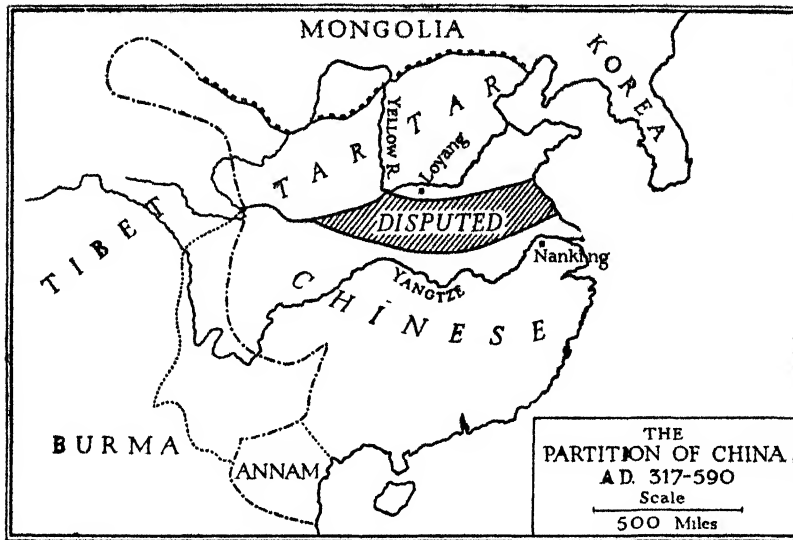 MONGOLIA
KOREA
TARTAR
YELLOW R.
Loyang
DISPUTED
TIBET
Nanking
YANGTZE
CHINESE
BURMA
ANNAM
THE
PARTITION OF CHINA
A.D. 317-590
Scale
500 Miles